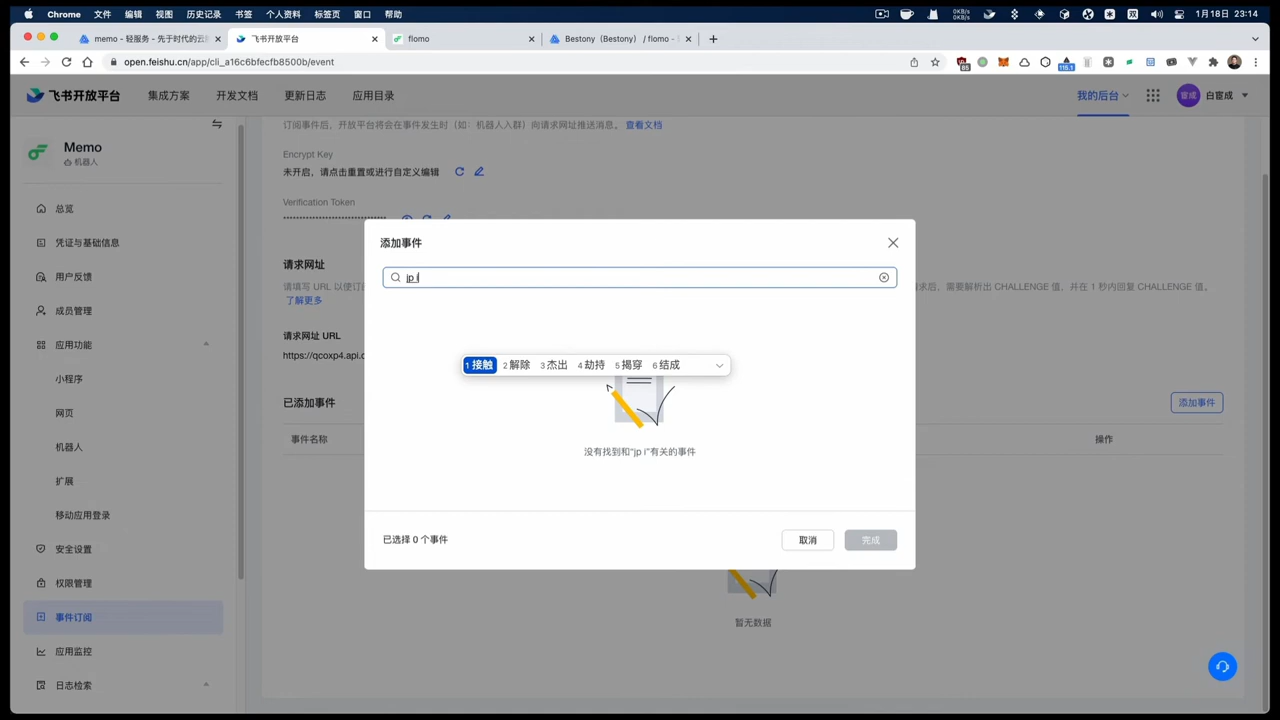 Chrome 文件 编辑 视图 历史记录 书签 个人资料 标签页 窗口 帮助
0KB/s
0KB/s
双
1月18日 23:14
memo - 轻服务 - 先于时代的云
飞书开放平台
flomo
Bestony（Bestony） / flomo -
open.feishu.cn/app/cli_a16c6bfecfb8500b/event
飞书开放平台 集成方案 开发文档 更新日志 应用目录 我的后台 宦成 白宦成
Memo
机器人
总览
凭证与基础信息
用户反馈
成员管理
应用功能
小程序
网页
机器人
扩展
移动应用登录
安全设置
权限管理
事件订阅
应用监控
日志检索
订阅事件后，开放平台将会在事件发生时（如：机器人入群）向请求网址推送消息。 查看文档
Encrypt Key
未开启，请点击重置或进行自定义编辑
Verification Token
********************************
请求网址
请填写 URL 以使订
求后，需要解析出 CHALLENGE 值，并在 1 秒内回复 CHALLENGE 值。
了解更多
请求网址 URL
https://qcoxp4.api.c
已添加事件
添加事件
事件名称 操作
暂无数据
添加事件
jp i
1 接触 2 解除 3 杰出 4 劫持 5 揭穿 6 结成
没有找到和"jp i"有关的事件
已选择 0 个事件
取消 完成